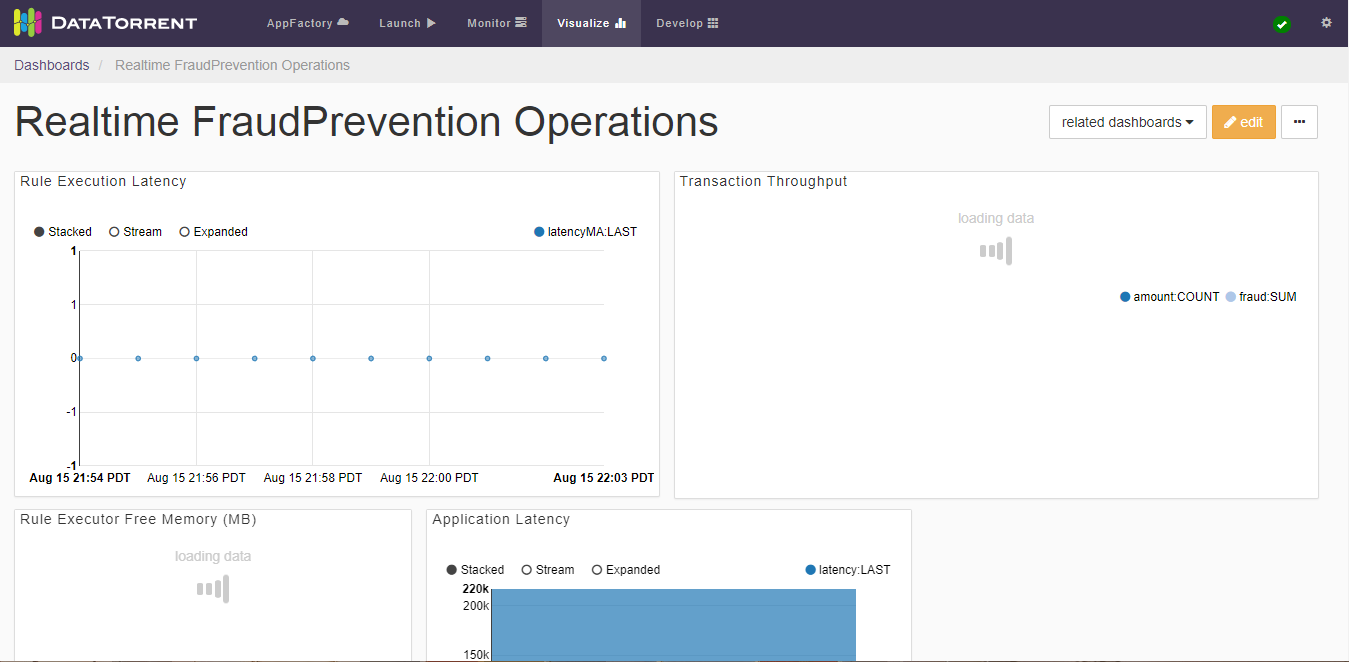 DATATORRENT
AppFactory Launch Monitor Visualize Develop
Dashboards / Realtime FraudPrevention Operations
Realtime FraudPrevention Operations
related dashboards edit ...
Rule Execution Latency
Stacked Stream Expanded latencyMA:LAST
1
1
0
-1
-1
Aug 15 21:54 PDT Aug 15 21:56 PDT Aug 15 21:58 PDT Aug 15 22:00 PDT Aug 15 22:03 PDT
Transaction Throughput
loading data
amount:COUNT fraud:SUM
Rule Executor Free Memory (MB)
loading data
Application Latency
Stacked Stream Expanded latency:LAST
220k
200k
150k